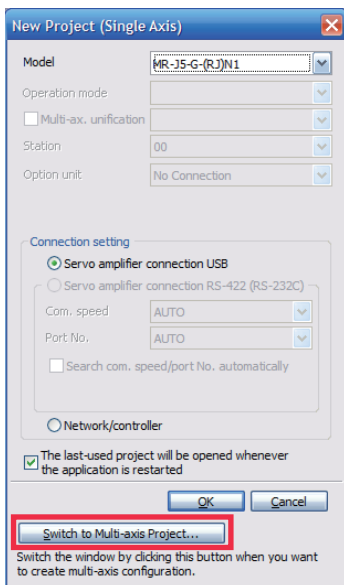 New Project (Single Axis)
Model MR-J5-G-(RJ)N1
Operation mode
Multi-ax. unification
Station 00
Option unit No Connection
Connection setting
Servo amplifier connection USB
Servo amplifier connection RS-422 (RS-232C)
Com. speed AUTO
Port No. AUTO
Search com. speed/port No. automatically
Network/controller
The last-used project will be opened whenever
the application is restarted
OK Cancel
Switch to Multi-axis Project...
Switch the window by clicking this button when you want
to create multi-axis configuration.